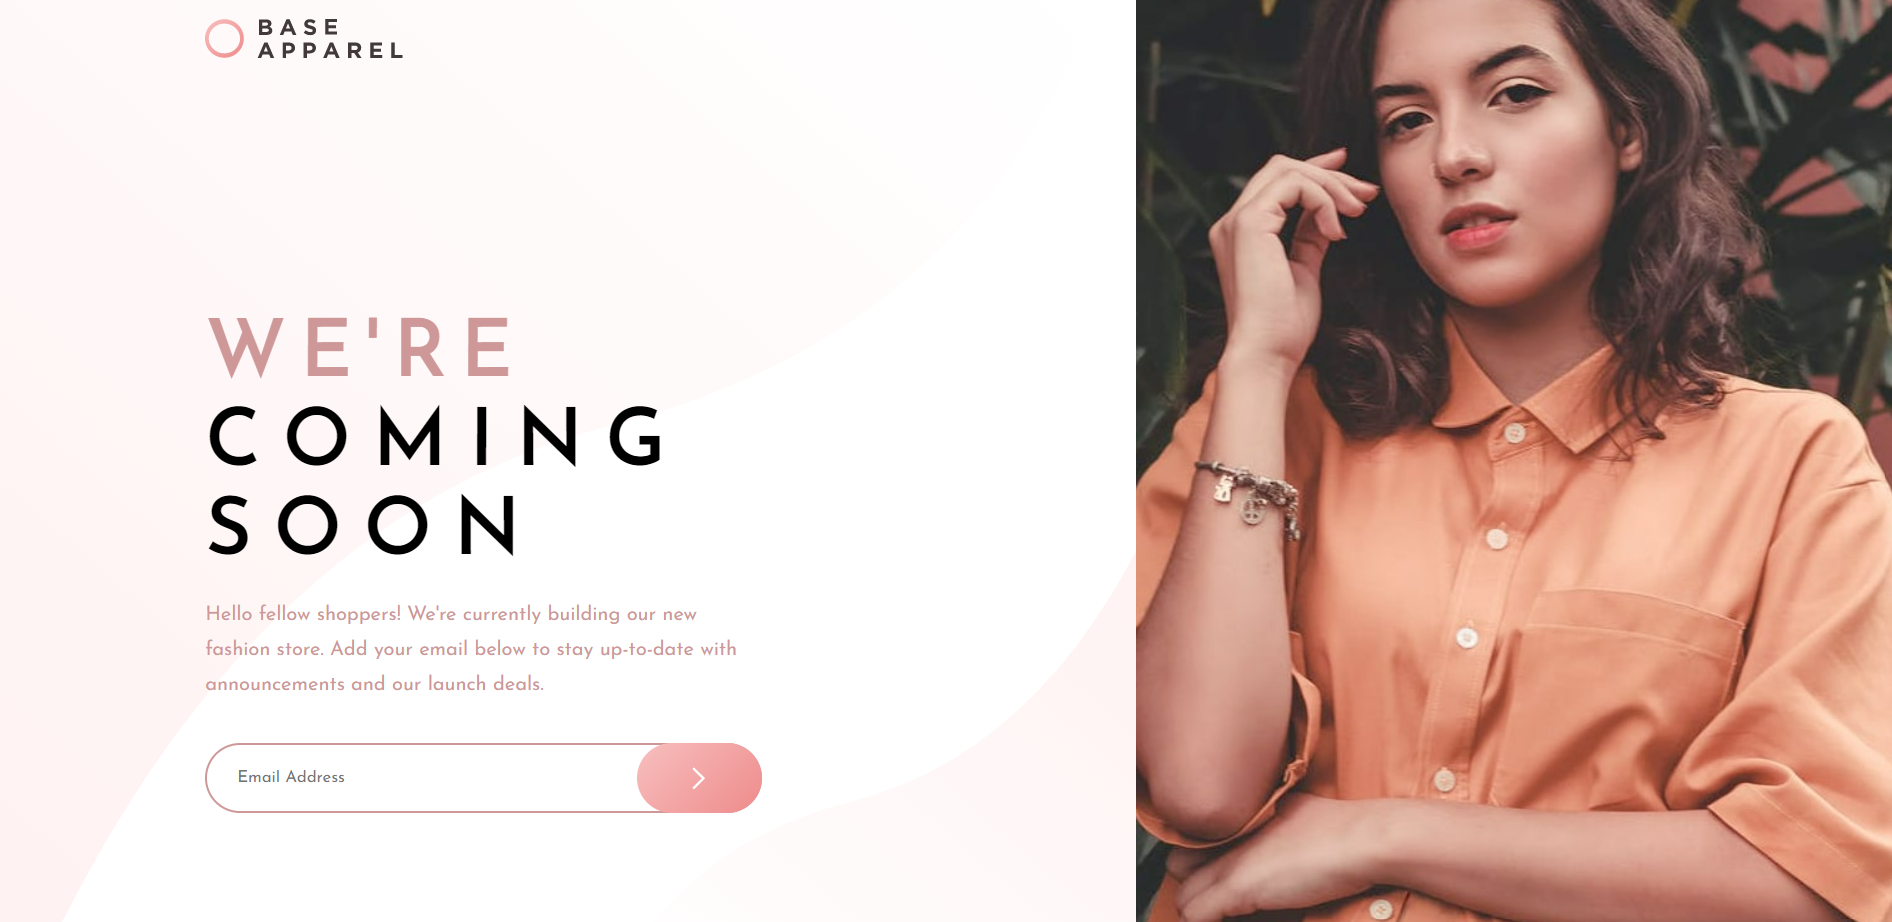 BASE
APPAREL
WE'RE
COMING
SOON
Hello fellow shoppers! We're currently building our new
fashion store. Add your email below to stay up-to-date with
announcements and our launch deals.
Email Address